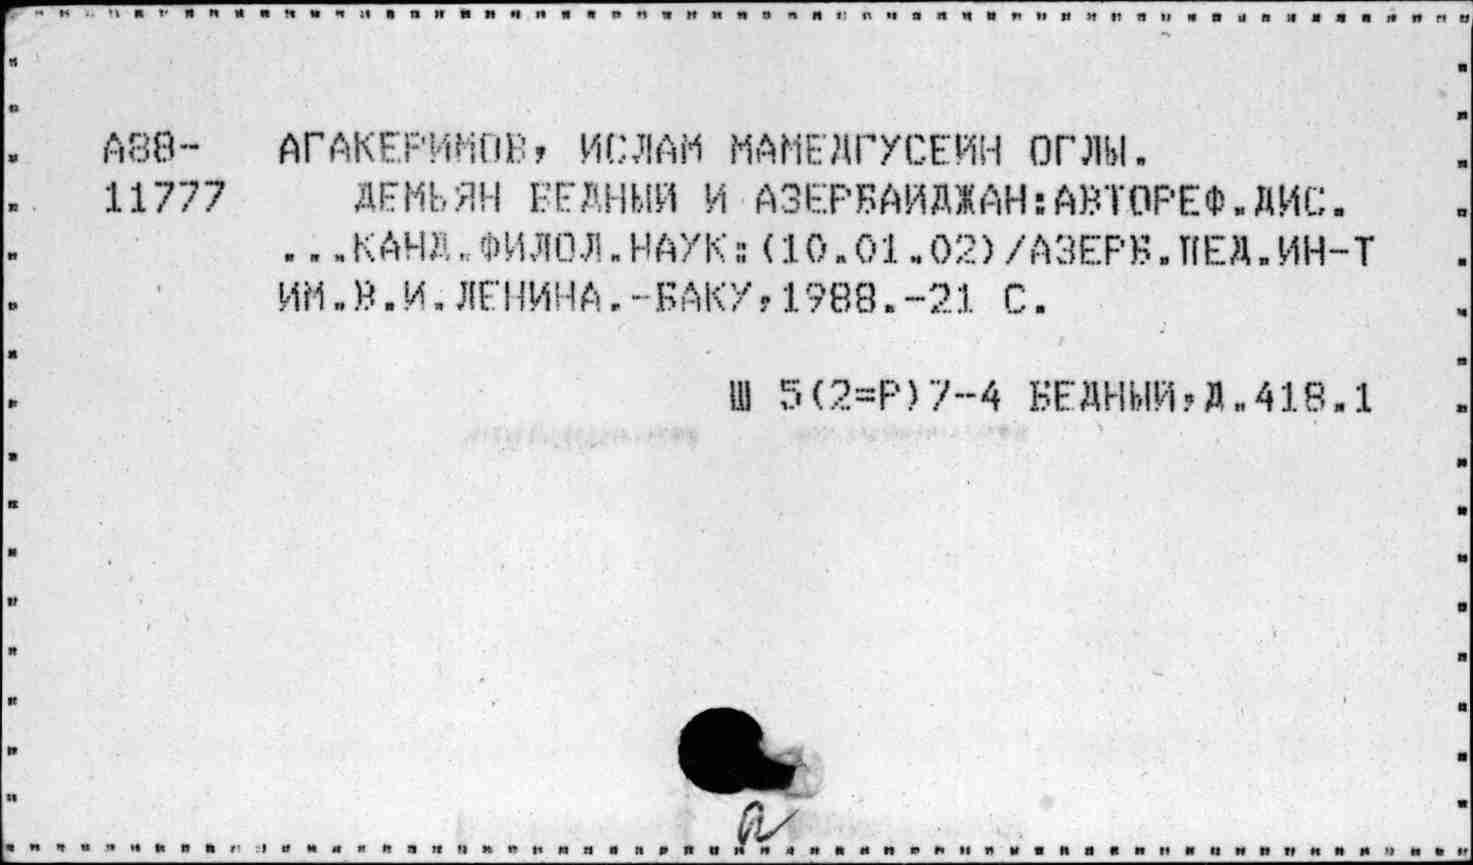 А88- АГАКЕРИМОВ, ИСЛАМ МАМЕДГУСЕЙН ОГЛЫ.
11777 ДЕМЬЯН БЕДНЫЙ И АЗЕРБАЙДЖАН:АВТОРЕФ.ДИС.
...КАНД.ФИЛОЛ.НАУК:(10.01.02)/АЗЕРБ.ПЕД.ИН-Т
ИМ.В.И.ЛЕНИНА.-БАКУ,1988.-21 С.
Ш 5(2=Р)7-4 БЕДНЫЙ,Д.418.1
а